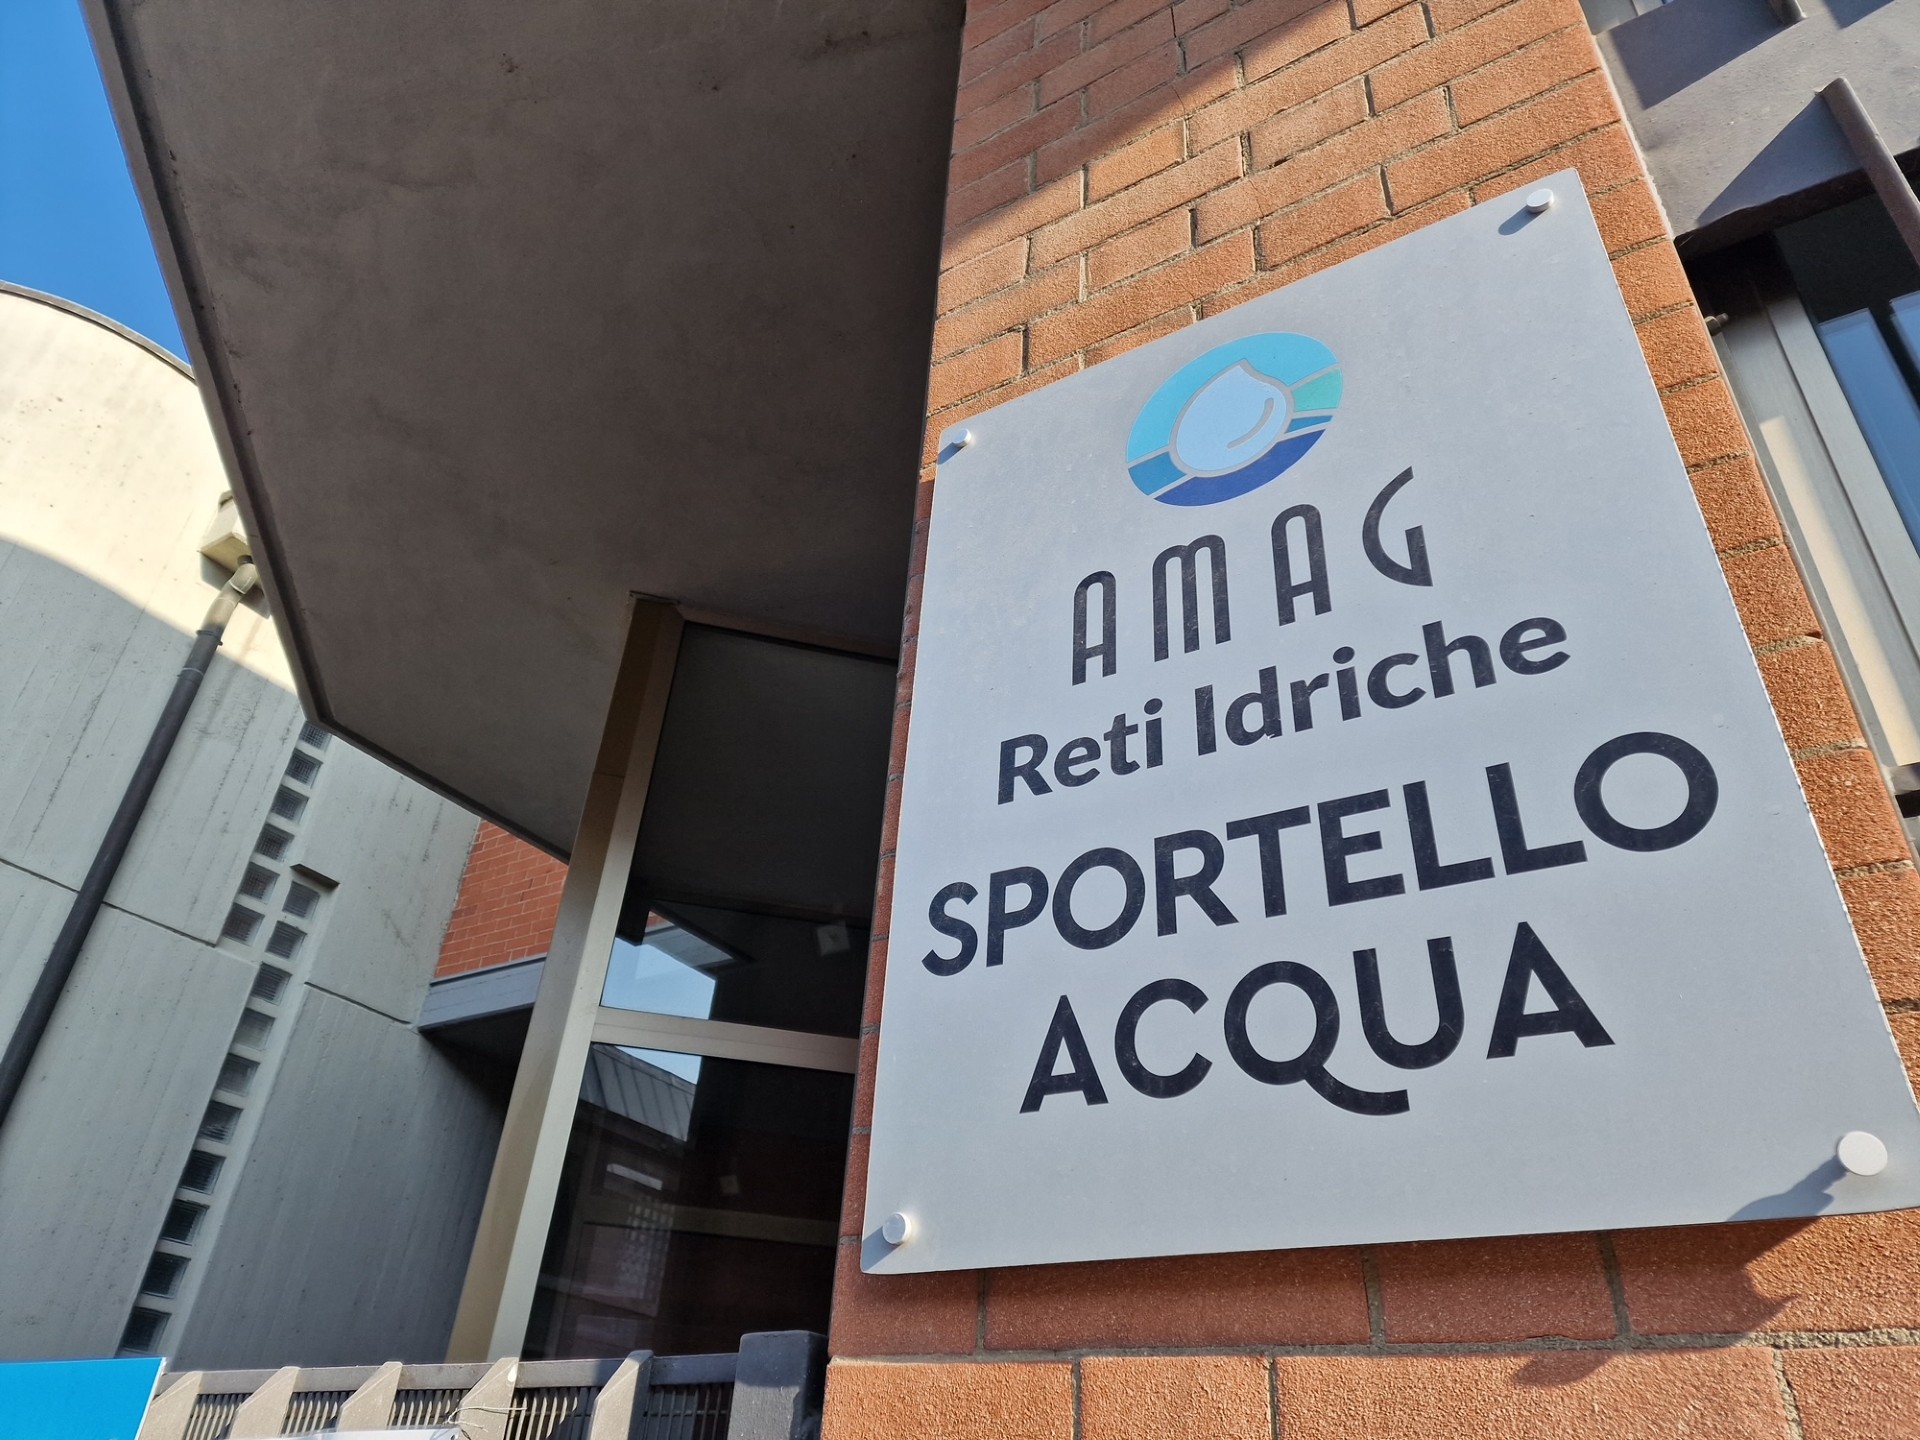 AMAG
Reti Idriche
SPORTELLO
ACQUA